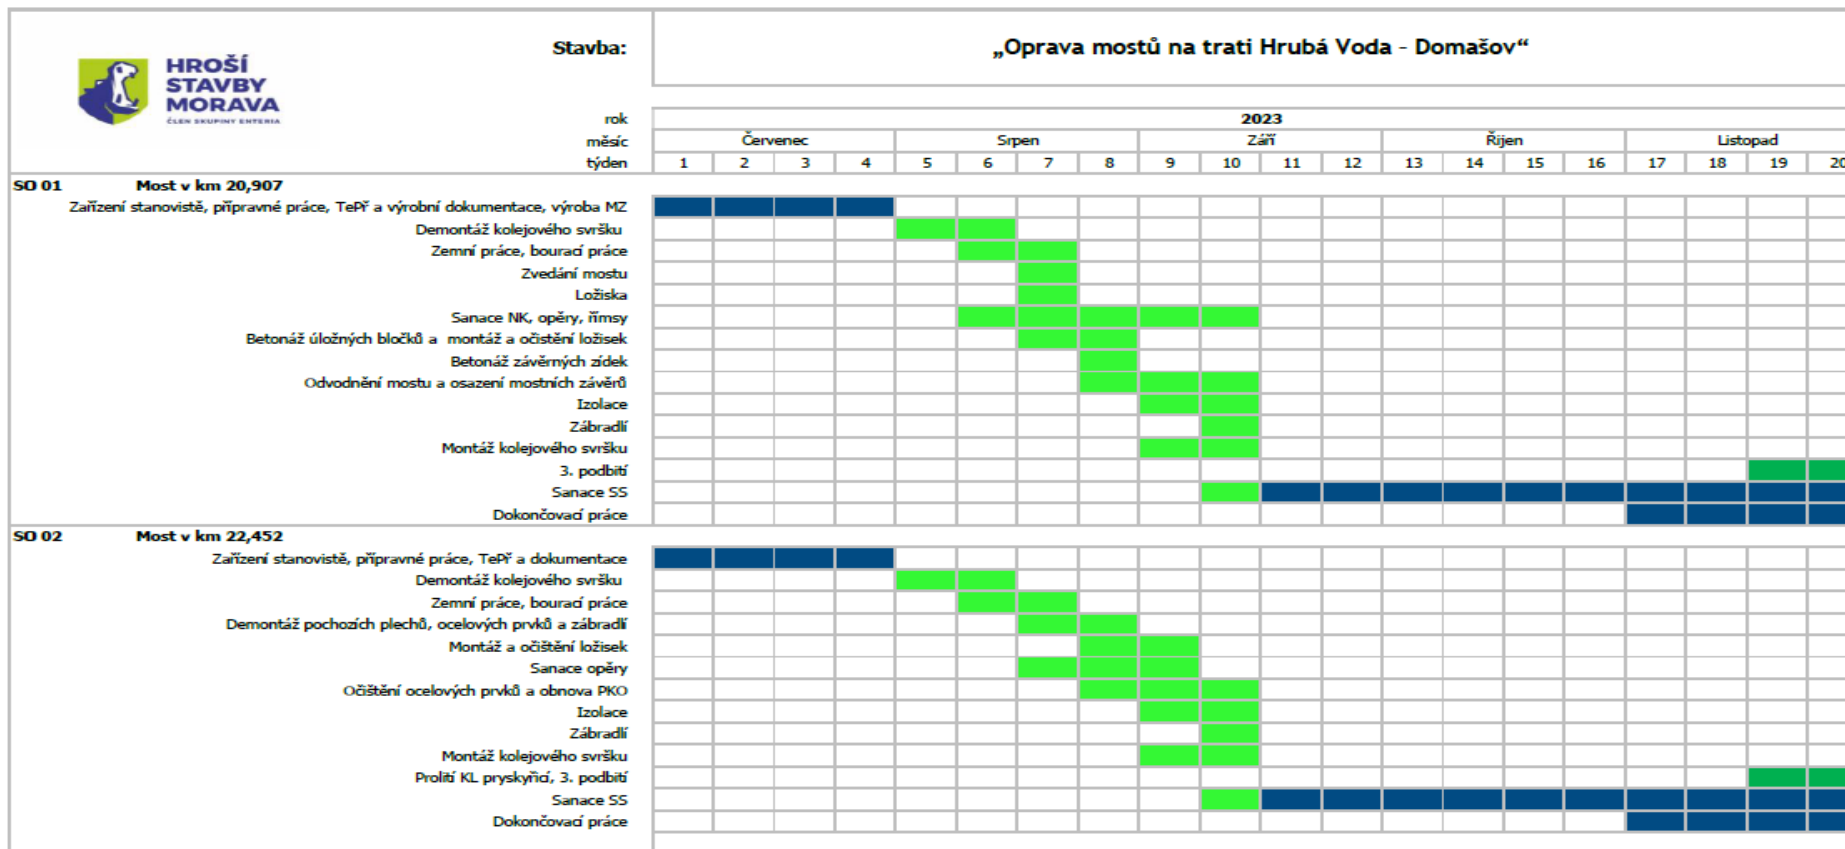 HROŠÍ
STAVBY
MORAVA
ČLEN SKUPINY ENTERIA
Stavba:
„Oprava mostů na trati Hrubá Voda - Domašov“
rok
2023
měsíc
Červenec Srpen Září Říjen Listopad
týden
1 2 3 4 5 6 7 8 9 10 11 12 13 14 15 16 17 18 19 20
SO 01 Most v km 20,907
Zařízení stanovistě, přípravné práce, TePř a výrobní dokumentace, výroba MZ
Demontáž kolejového svršku
Zemní práce, bourací práce
Zvedání mostu
Ložiska
Sanace NK, opěry, římsy
Betonáž úložných bločků a montáž a očistění ložisek
Betonáž závěrných zídek
Odvodnění mostu a osazení mostních závěrů
Izolace
Zábradlí
Montáž kolejového svršku
3. podbití
Sanace SS
Dokončovací práce
SO 02 Most v km 22,452
Zařízení stanovistě, přípravné práce, TePř a dokumentace
Demontáž kolejového svršku
Zemní práce, bourací práce
Demontáž pochozích plechů, ocelových prvků a zábradlí
Montáž a očištění ložisek
Sanace opěry
Očištění ocelových prvků a obnova PKO
Izolace
Zábradlí
Montáž kolejového svršku
Prolití KL pryskyřicí, 3. podbití
Sanace SS
Dokončovací práce